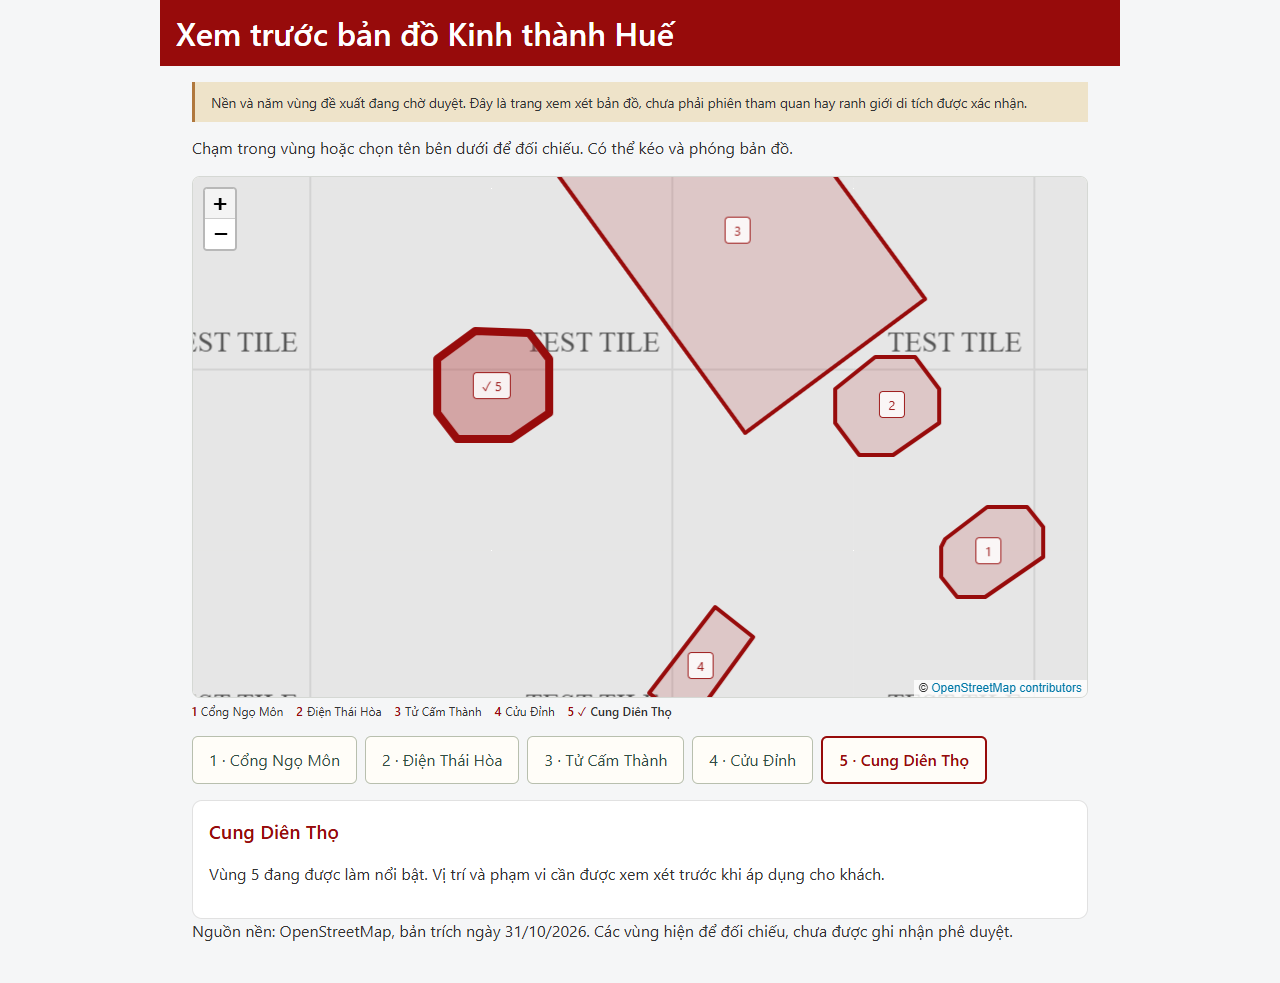 Xem trước bản đồ Kinh thành Huế
Nền và năm vùng đề xuất đang chờ duyệt. Đây là trang xem xét bản đồ, chưa phải phiên tham quan hay ranh giới di tích được xác nhận.
Chạm trong vùng hoặc chọn tên bên dưới để đối chiếu. Có thể kéo và phóng bản đồ.
+
−
3
EST TILE TEST TILE TEST TILE
✓ 5
2
1
4
© OpenStreetMap contributors
1 Cổng Ngọ Môn 2 Điện Thái Hòa 3 Tử Cấm Thành 4 Cửu Đỉnh 5 ✓ Cung Diên Thọ
1 · Cổng Ngọ Môn 2 · Điện Thái Hòa 3 · Tử Cấm Thành 4 · Cửu Đỉnh 5 · Cung Diên Thọ
Cung Diên Thọ
Vùng 5 đang được làm nổi bật. Vị trí và phạm vi cần được xem xét trước khi áp dụng cho khách.
Nguồn nền: OpenStreetMap, bản trích ngày 31/10/2026. Các vùng hiện để đối chiếu, chưa được ghi nhận phê duyệt.